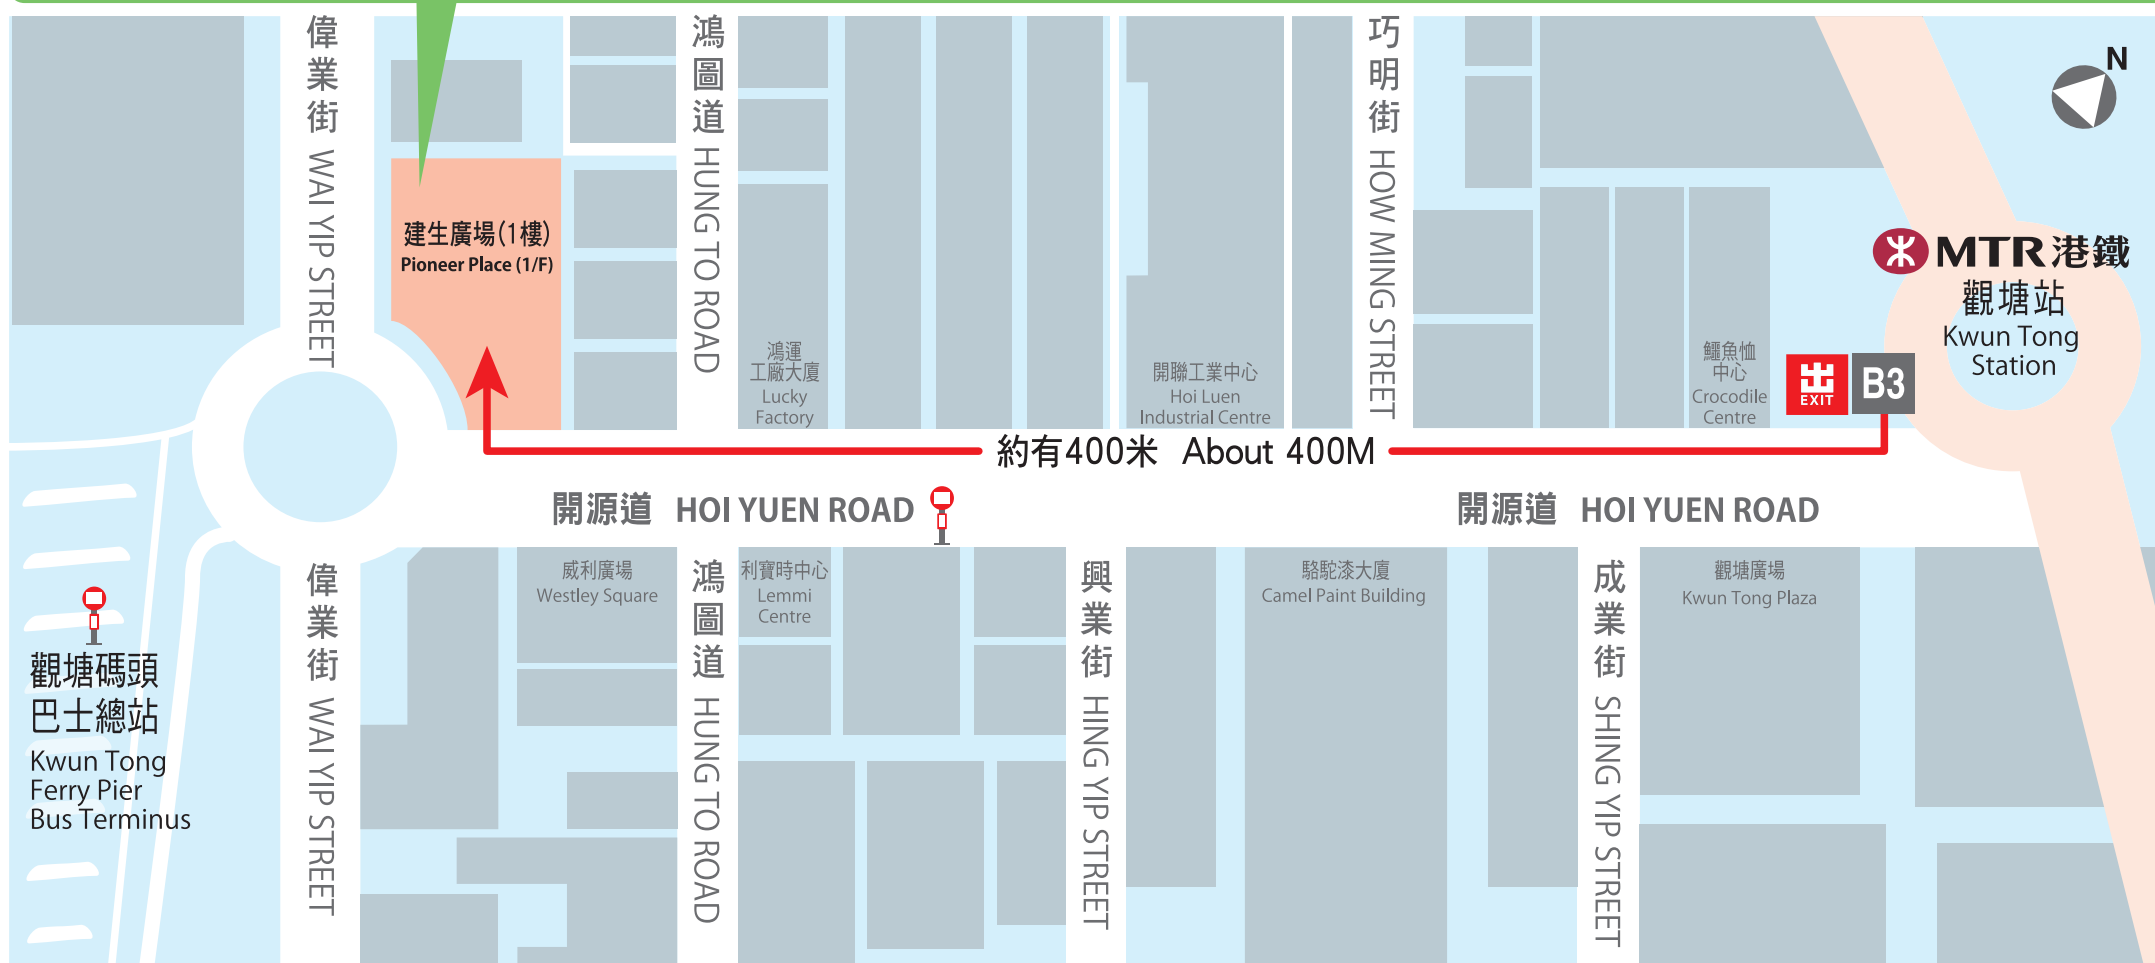 偉業街 WAI YIP STREET
鴻圖道 HUNG TO ROAD
巧明街 HOW MING STREET
N
建生廣場(1樓)
Pioneer Place (1/F)
MTR 港鐵
觀塘站
Kwun Tong
Station
鴻運
工廠大廈
Lucky
Factory
開聯工業中心
Hoi Luen
Industrial Centre
鱷魚恤
中心
Crocodile
Centre
出
EXIT
B3
約有400米 About 400M
開源道 HOI YUEN ROAD
開源道 HOI YUEN ROAD
偉業街 WAI YIP STREET
威利廣場
Westley Square
鴻圖道 HUNG TO ROAD
利寶時中心
Lemmi
Centre
興業街 HING YIP STREET
駱駝漆大廈
Camel Paint Building
成業街 SHING YIP STREET
觀塘廣場
Kwun Tong Plaza
觀塘碼頭
巴士總站
Kwun Tong
Ferry Pier
Bus Terminus